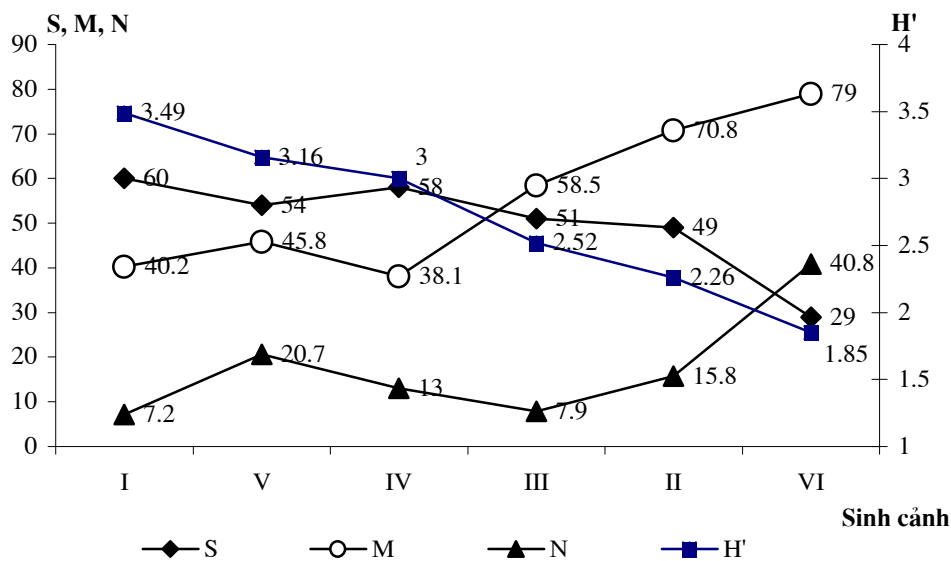 S, M, N H'
90 4
80 3.5
70 3
60 2.5
50 2
40 1.5
30 1
20
10
0
3.49 3.16 3 2.52 2.26 1.85
60 54 58 51 49 29
40.2 45.8 38.1 58.5 70.8 79
7.2 20.7 13 7.9 15.8 40.8
I V IV III II VI
Sinh cảnh
S M N H'